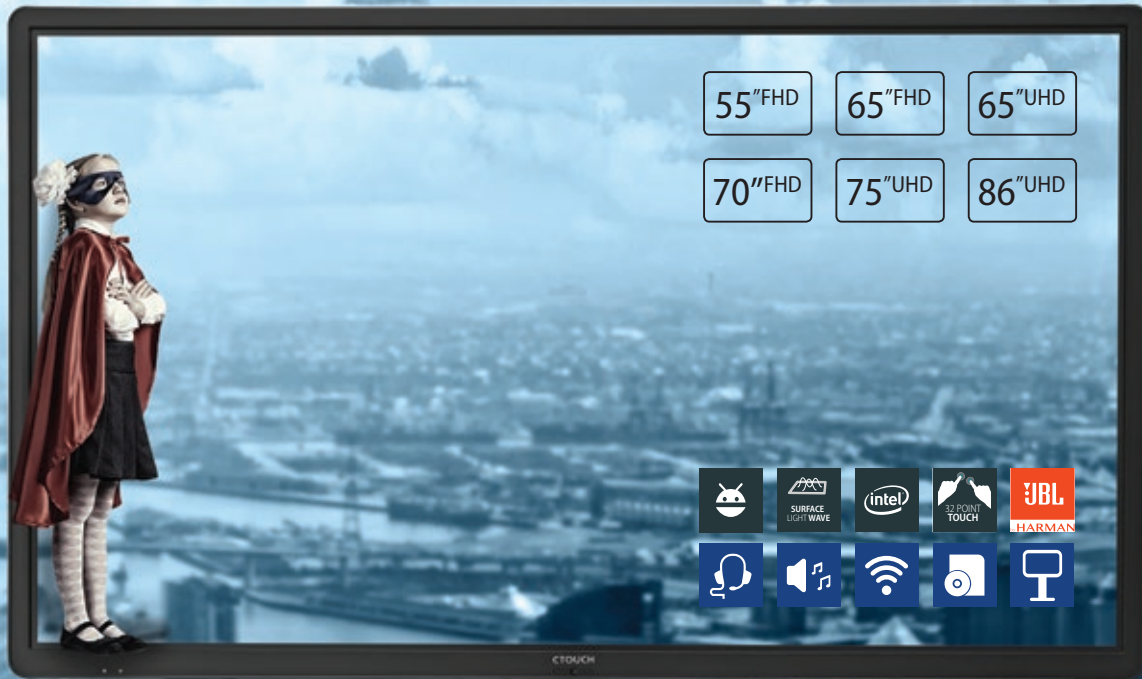 55″FHD
65″FHD
65″UHD
70″FHD
75″UHD
86″UHD
SURFACE
LIGHT WAVE
intel
32 POINT
TOUCH
JBL
HARMAN
CTOUCH